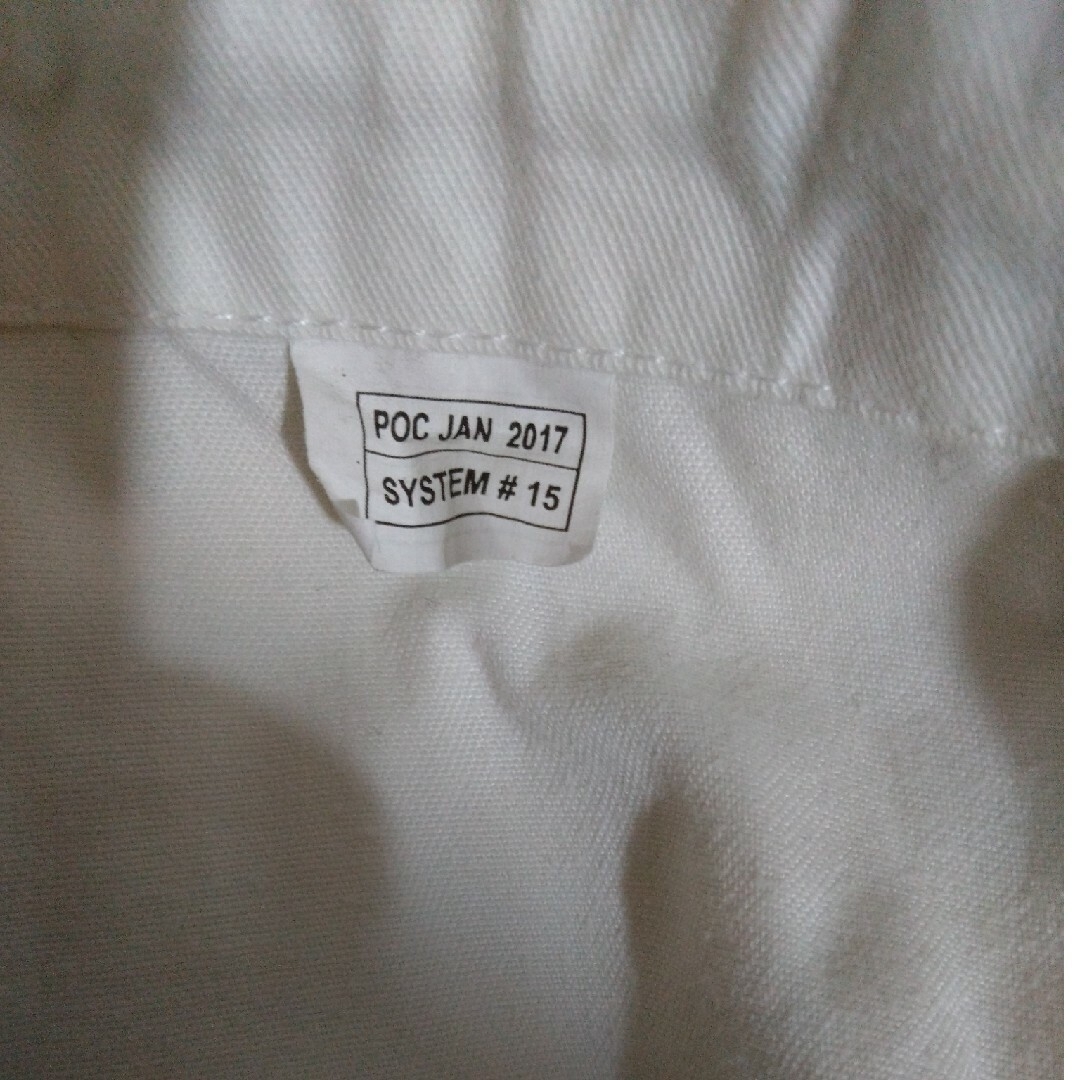 POC JAN 2017
SYSTEM # 15